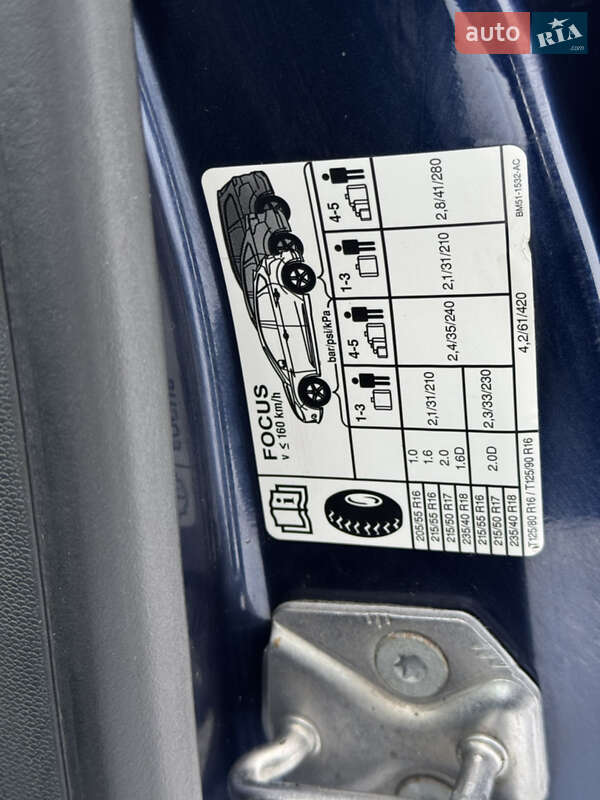 auto RIA.com
FOCUS
v ≤ 160 km/h
bar/psi/kPa
1-3
4-5
1-3
4-5
205/55 R16
215/55 R16
215/50 R17
235/40 R18
1.0
1.6
2.0
1.6D
2,1/31/210
2,4/35/240
2,1/31/210
2,8/41/280
215/55 R16
215/50 R17
235/40 R18
2.0D
2,3/33/230
T125/80 R16 / T125/90 R16
4,2/61/420
BM51-1532-AC